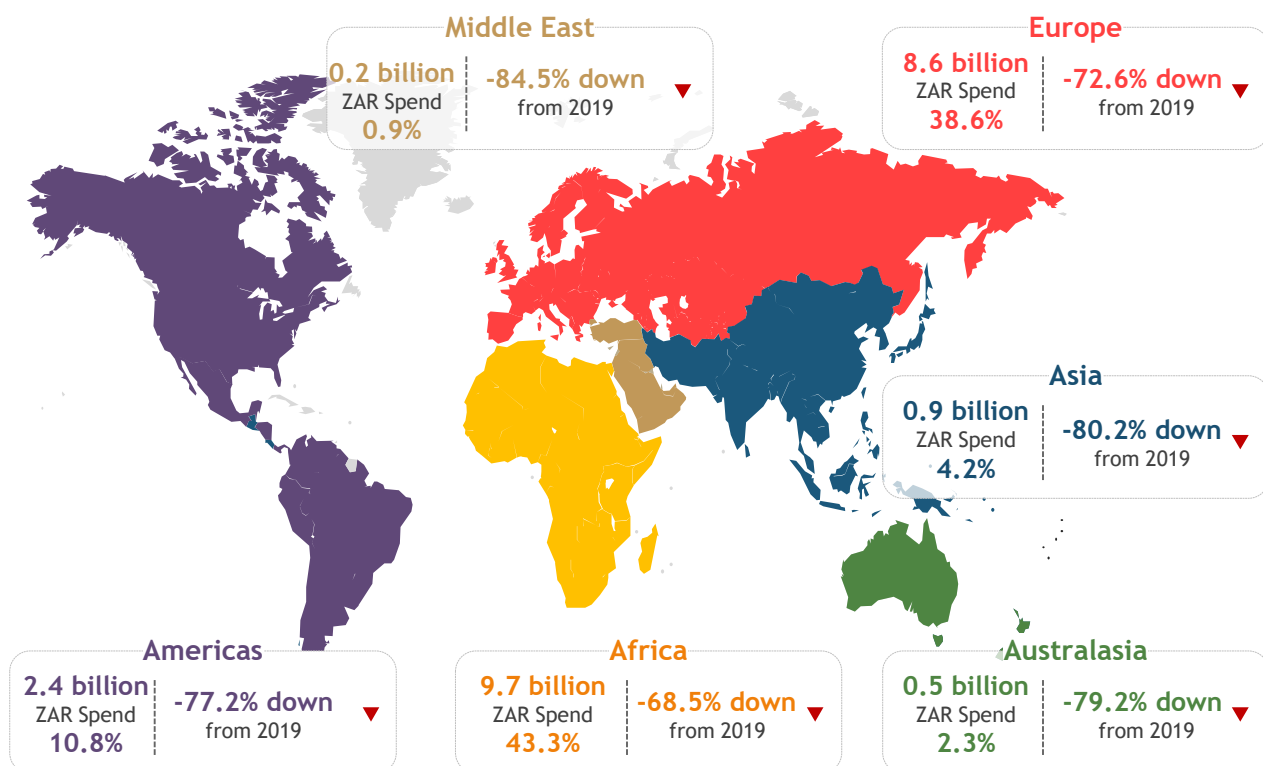 Middle East
0.2 billion
ZAR Spend
0.9%
-84.5% down
from 2019
Europe
8.6 billion
ZAR Spend
38.6%
-72.6% down
from 2019
Asia
0.9 billion
ZAR Spend
4.2%
-80.2% down
from 2019
Americas
2.4 billion
ZAR Spend
10.8%
-77.2% down
from 2019
Africa
9.7 billion
ZAR Spend
43.3%
-68.5% down
from 2019
Australasia
0.5 billion
ZAR Spend
2.3%
-79.2% down
from 2019